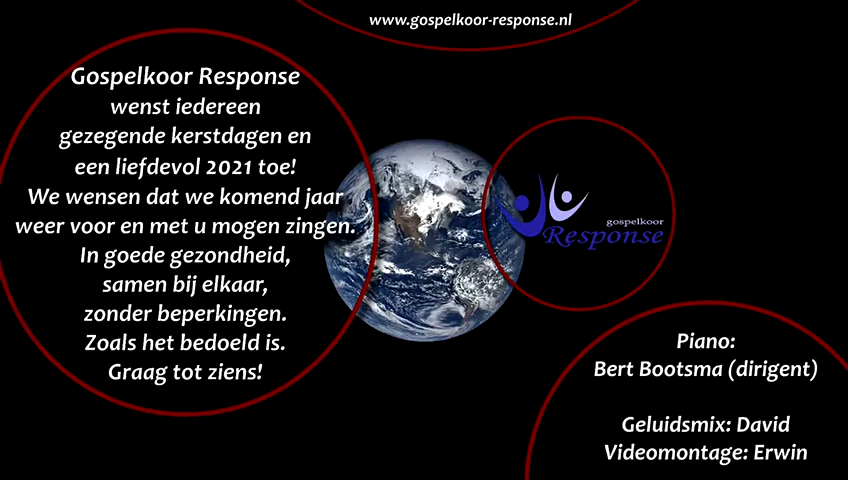 www.gospelkoor-response.nl
Gospelkoor Response
wenst iedereen
gezegende kerstdagen en
een liefdevol 2021 toe!
We wensen dat we komend jaar
weer voor en met u mogen zingen.
In goede gezondheid,
samen bij elkaar,
zonder beperkingen.
Zoals het bedoeld is.
Graag tot ziens!
gospelkoor
Response
Piano:
Bert Bootsma (dirigent)
Geluidsmix: David
Videomontage: Erwin